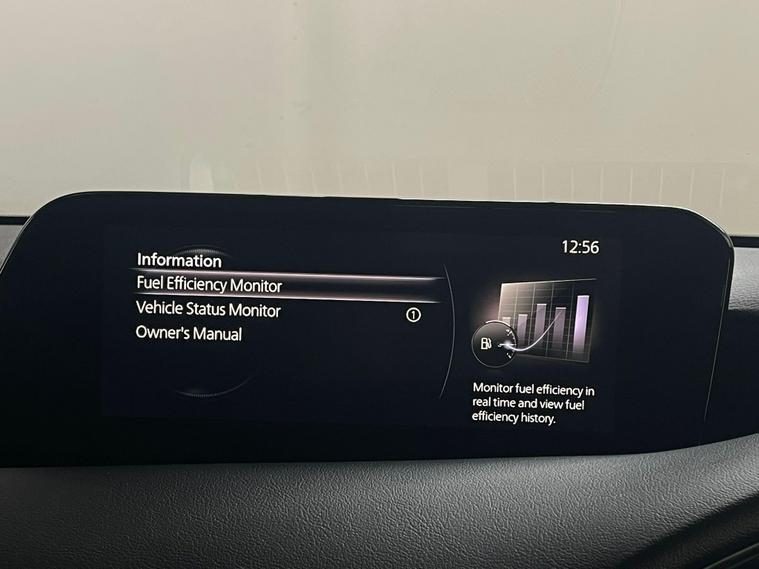 12:56
Information
Fuel Efficiency Monitor
Vehicle Status Monitor 1
Owner's Manual
Monitor fuel efficiency in
real time and view fuel
efficiency history.